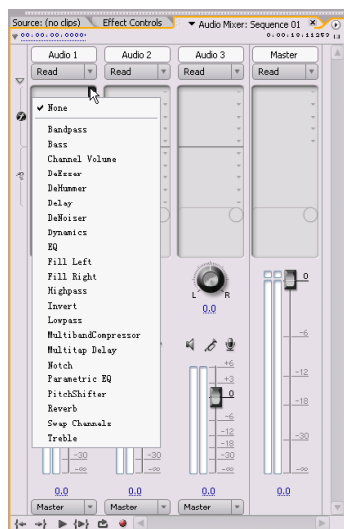 Source: (no clips) Effect Controls ▼ Audio Mixer: Sequence 01 ×
00:00:00:00000 0:00:10:11259
Audio 1 Audio 2 Audio 3 Master
Read Read Read Read
✓ None
Bandpass
Bass
Channel Volume
DeEsser
DeHummer
Delay
DeNoiser
Dynamics
EQ
Fill Left
Fill Right
Highpass
Invert
Lowpass
MultibandCompressor
Multitap Delay
Notch
Parametric EQ
PitchShifter
Reverb
Swap Channels
Treble
L R
0.0
0
-6
-12
-18
-30
-∞
+6
+3
0
-6
-12
-18
-30 -30 -30
-∞ -∞ -∞
0.0 0.0 0.0 0.0
Master Master Master